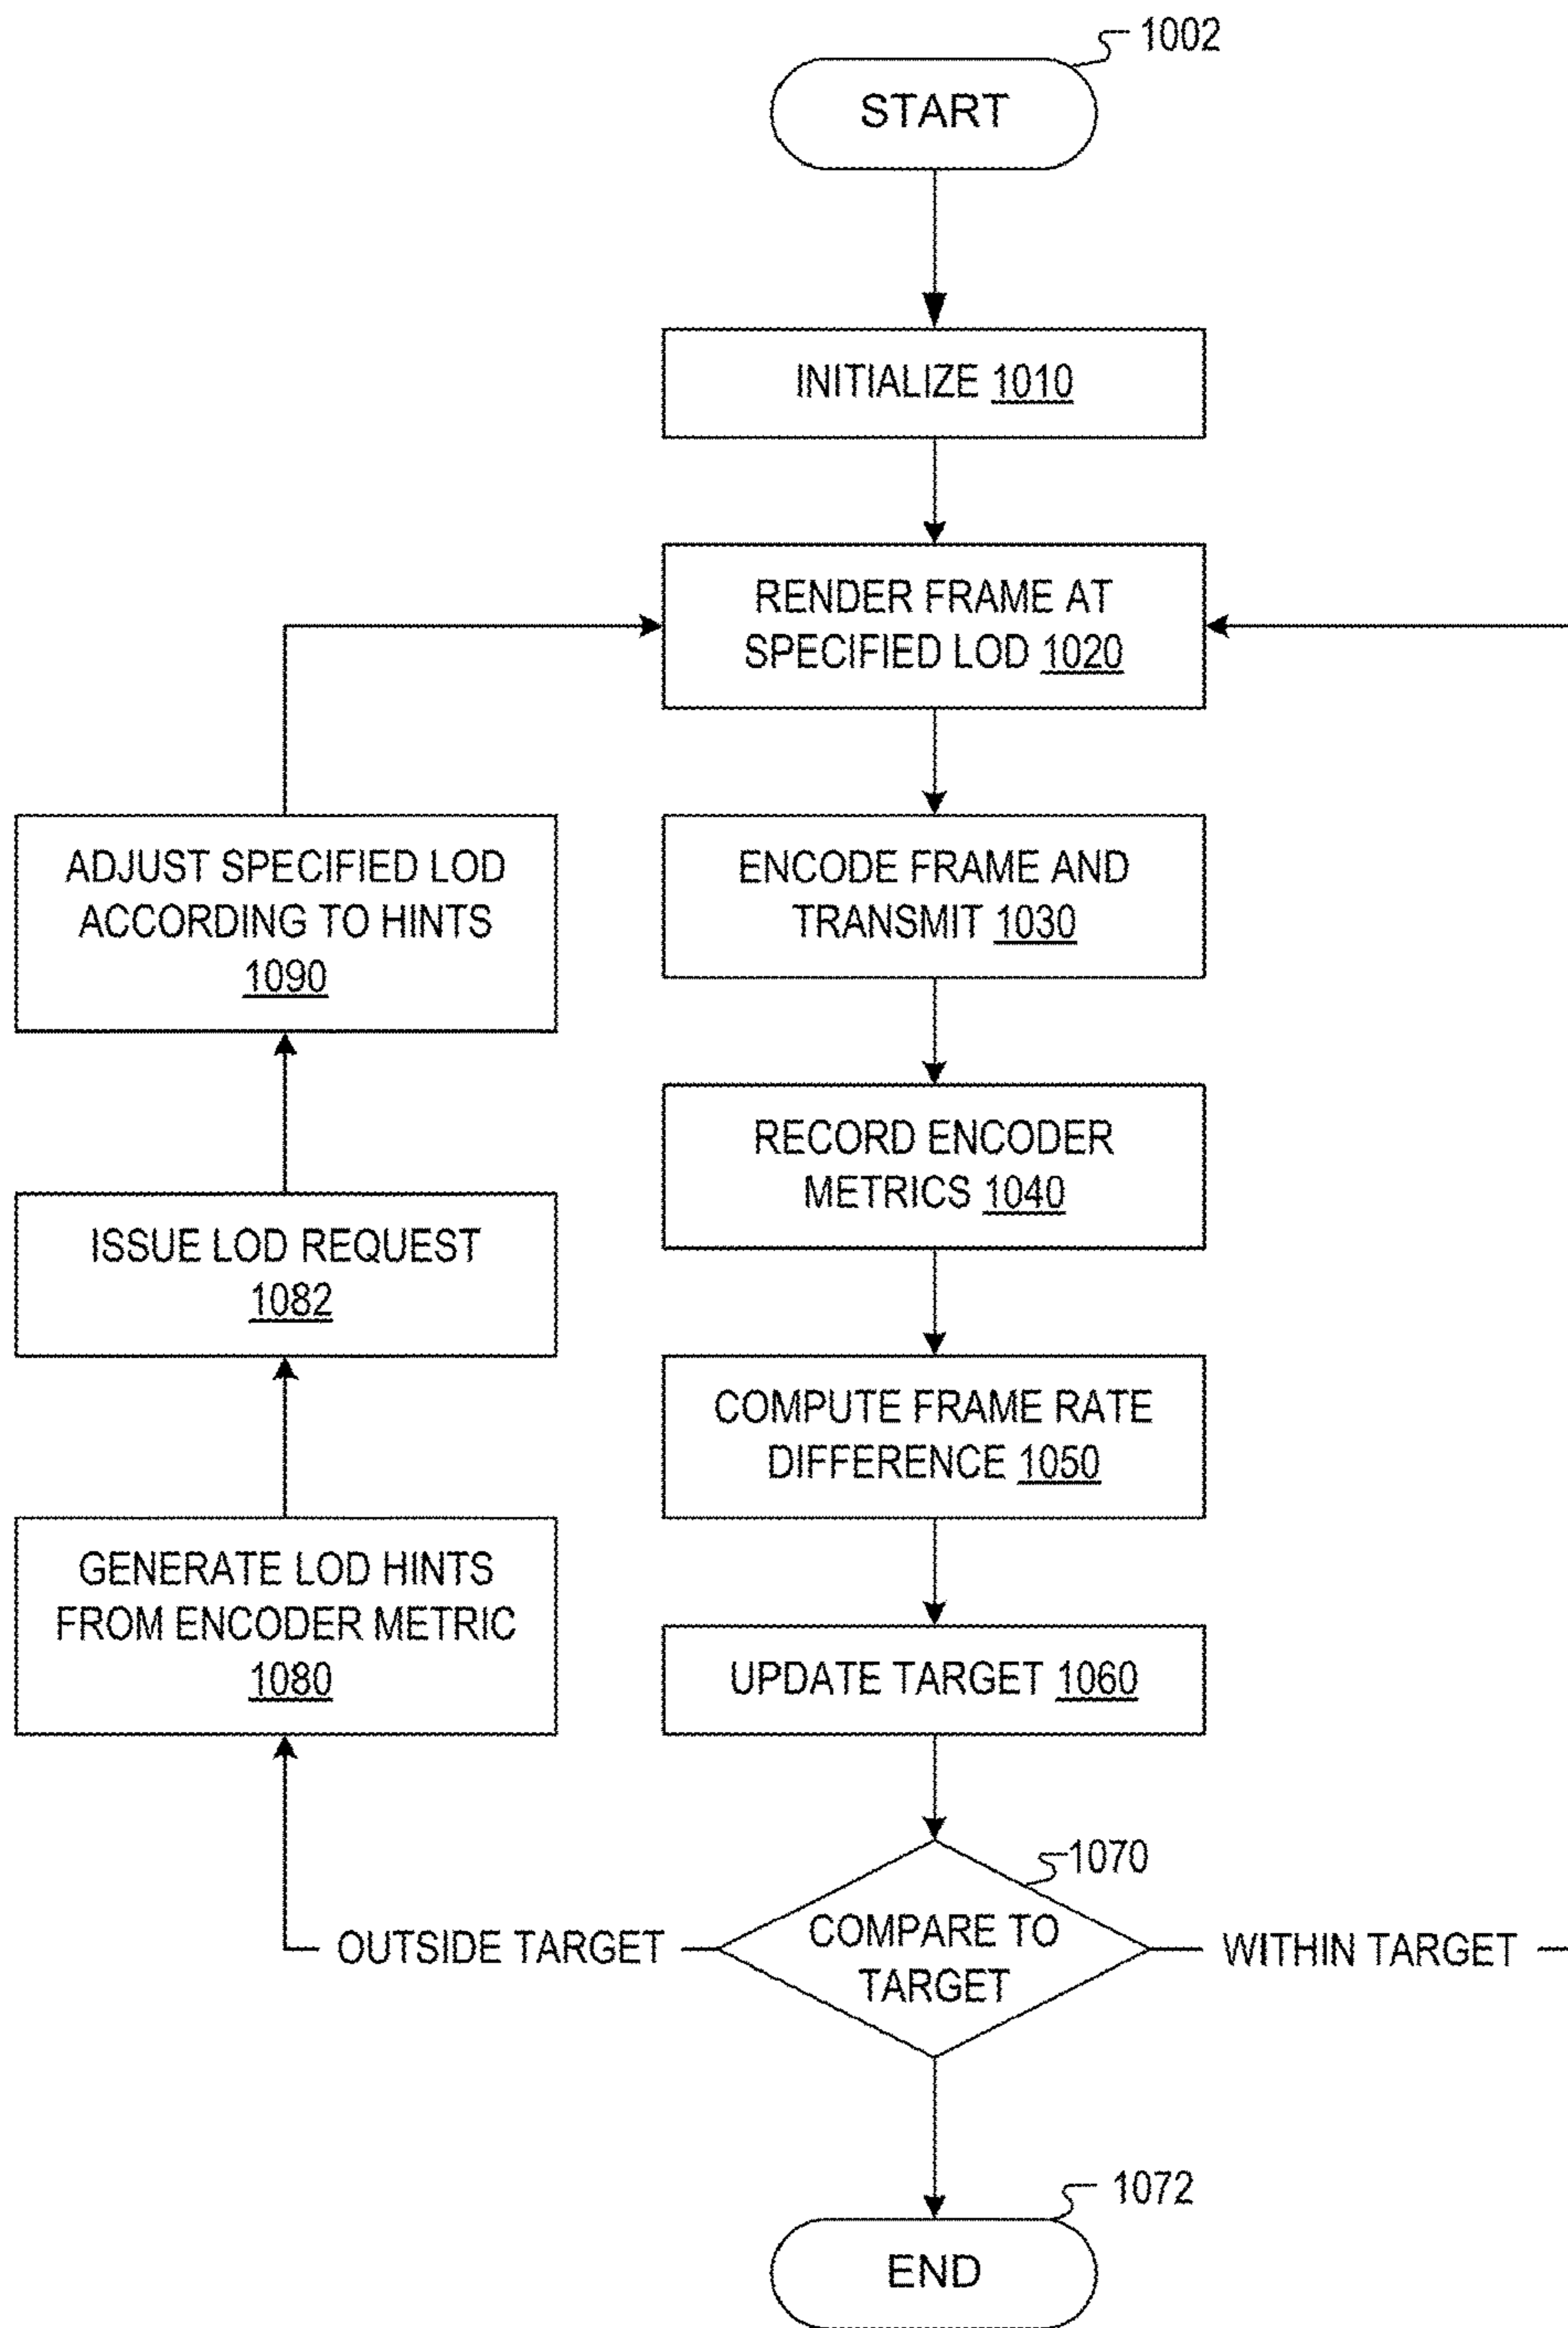 1002
START
INITIALIZE 1010
RENDER FRAME AT
SPECIFIED LOD 1020
ENCODE FRAME AND
TRANSMIT 1030
RECORD ENCODER
METRICS 1040
COMPUTE FRAME RATE
DIFFERENCE 1050
UPDATE TARGET 1060
1070
COMPARE TO
TARGET
WITHIN TARGET
OUTSIDE TARGET
GENERATE LOD HINTS
FROM ENCODER METRIC
1080
ISSUE LOD REQUEST
1082
ADJUST SPECIFIED LOD
ACCORDING TO HINTS
1090
1072
END